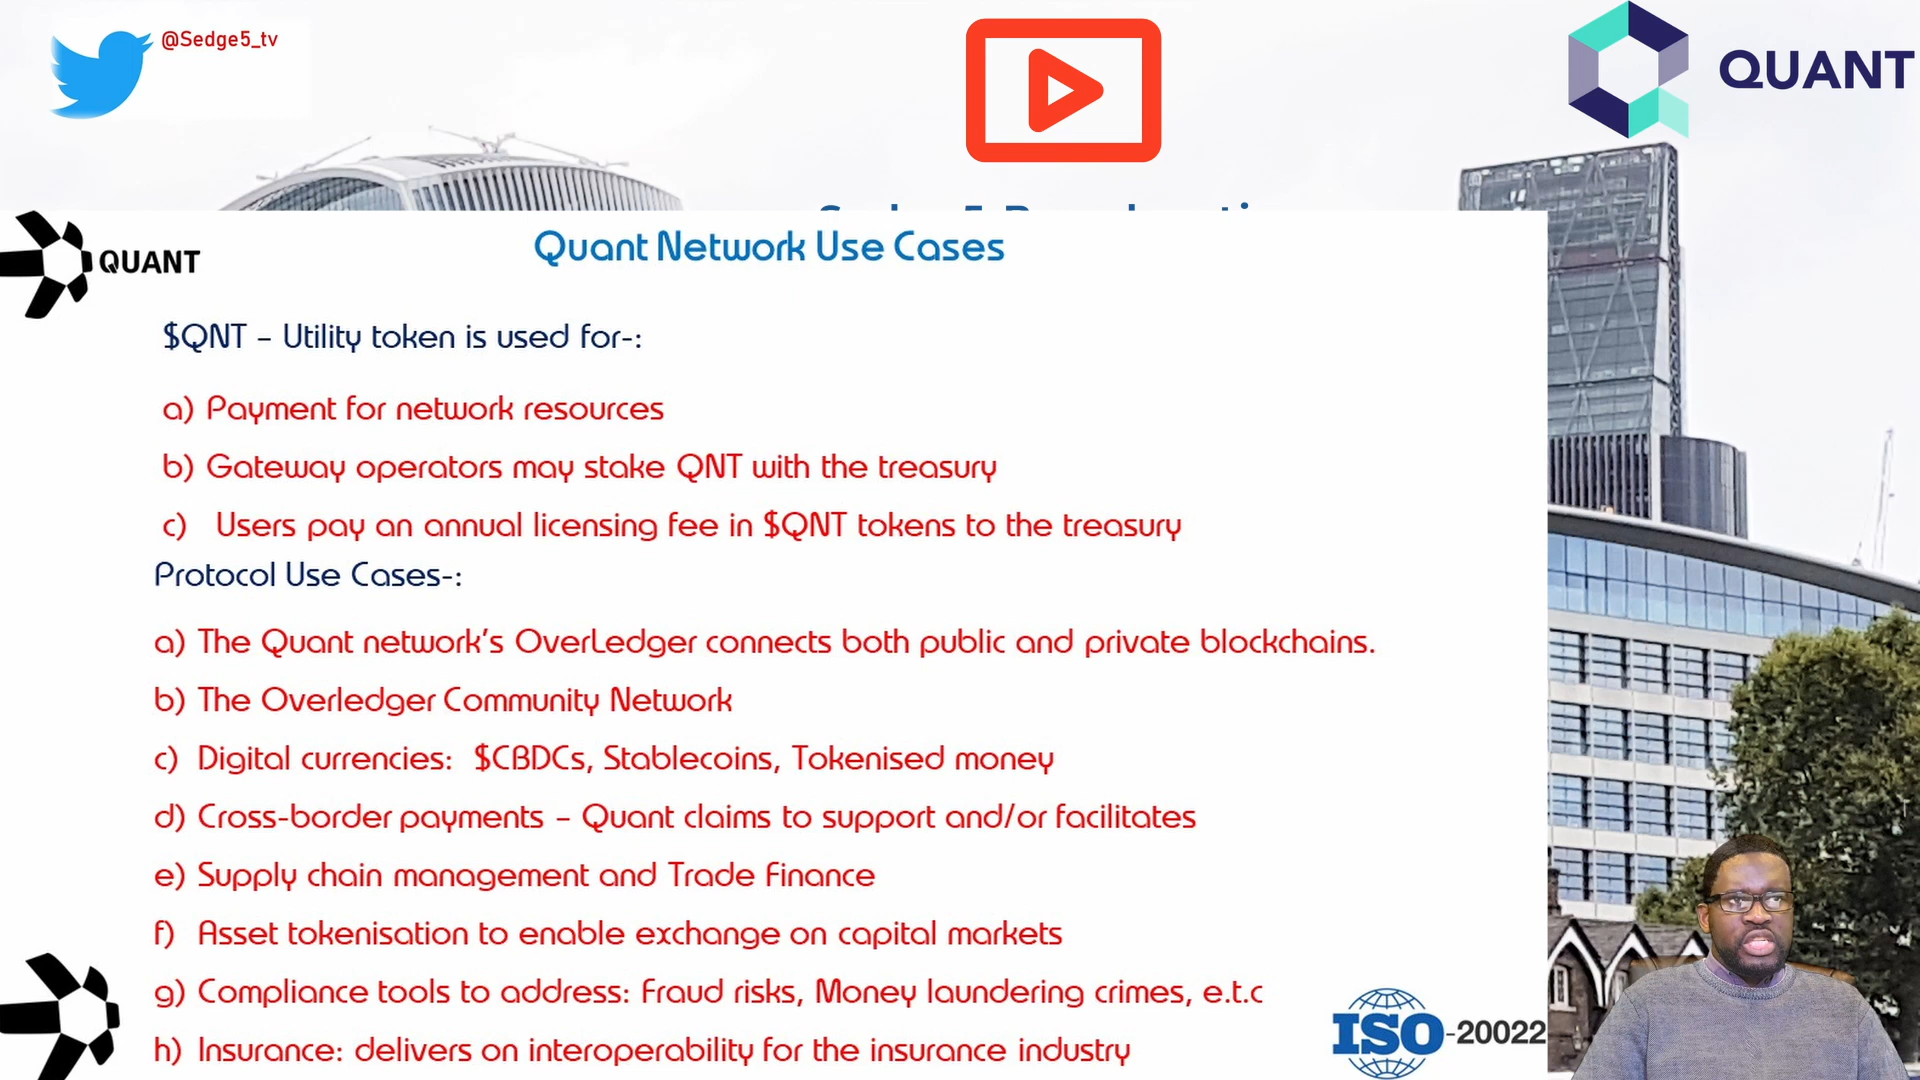 @Sedge5_tv
QUANT
QUANT
Quant Network Use Cases
$QNT – Utility token is used for-:
a) Payment for network resources
b) Gateway operators may stake QNT with the treasury
c) Users pay an annual licensing fee in $QNT tokens to the treasury
Protocol Use Cases-:
a) The Quant network's OverLedger connects both public and private blockchains.
b) The Overledger Community Network
c) Digital currencies: $CBDCs, Stablecoins, Tokenised money
d) Cross-border payments – Quant claims to support and/or facilitates
e) Supply chain management and Trade Finance
f) Asset tokenisation to enable exchange on capital markets
g) Compliance tools to address: Fraud risks, Money laundering crimes, e.t.c
h) Insurance: delivers on interoperability for the insurance industry
ISO-20022